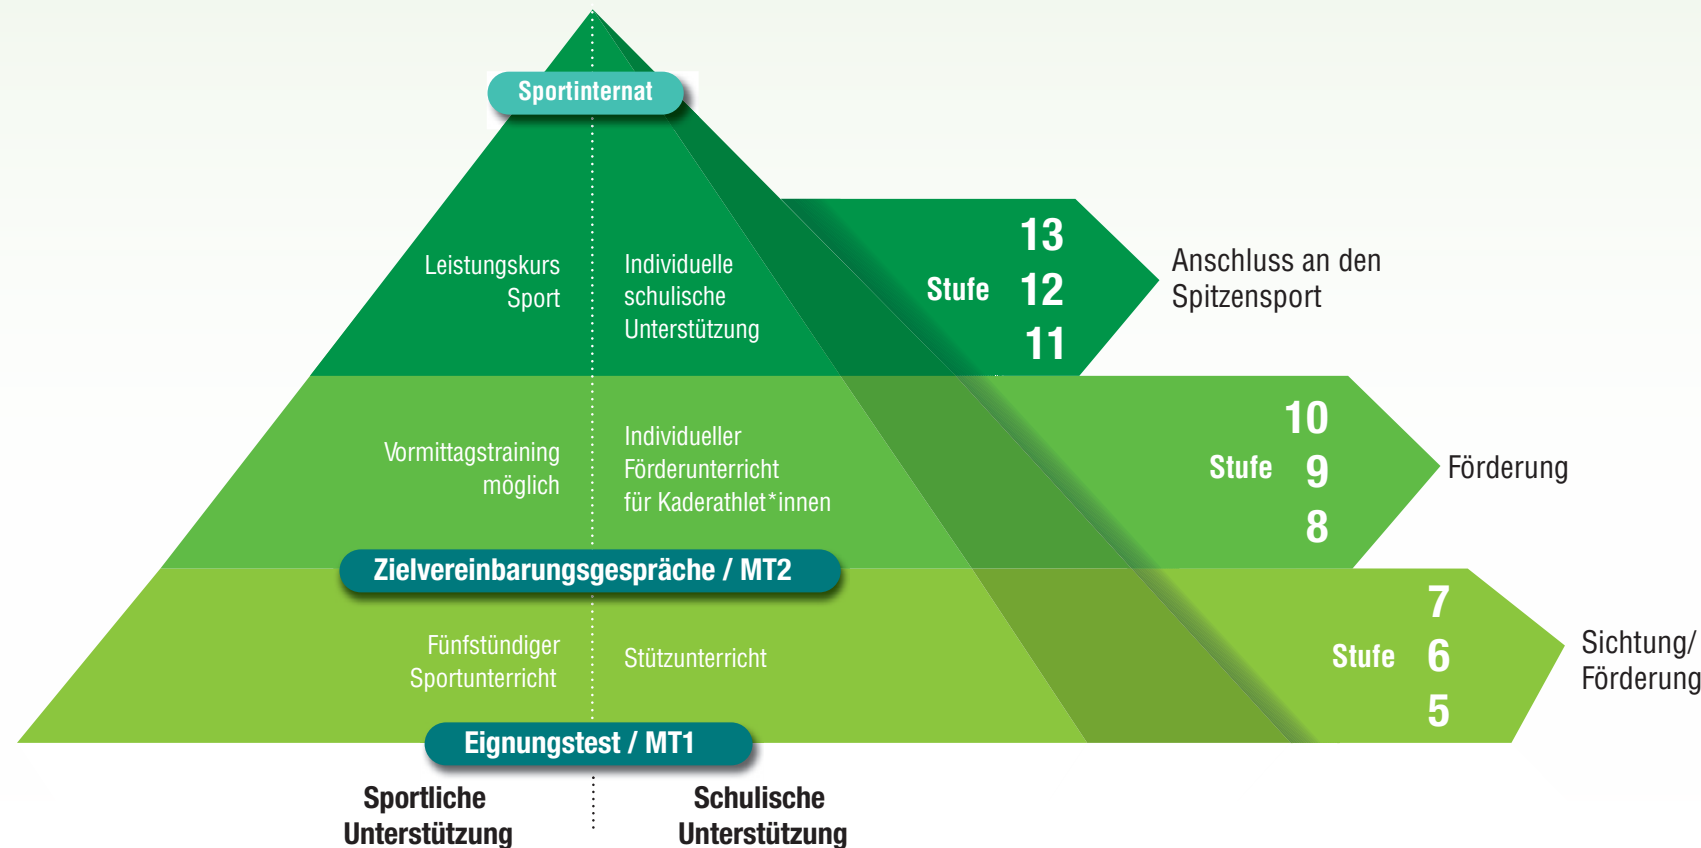 Sportinternat
Leistungskurs
Sport
Individuelle
schulische
Unterstützung
Stufe
13
12
11
Anschluss an den
Spitzensport
Vormittagstraining
möglich
Individueller
Förderunterricht
für Kaderathlet*innen
Stufe
10
9
8
Förderung
Zielvereinbarungsgespräche / MT2
Fünfstündiger
Sportunterricht
Stützunterricht
Stufe
7
6
5
Sichtung/
Förderung
Eignungstest / MT1
Sportliche
Unterstützung
Schulische
Unterstützung